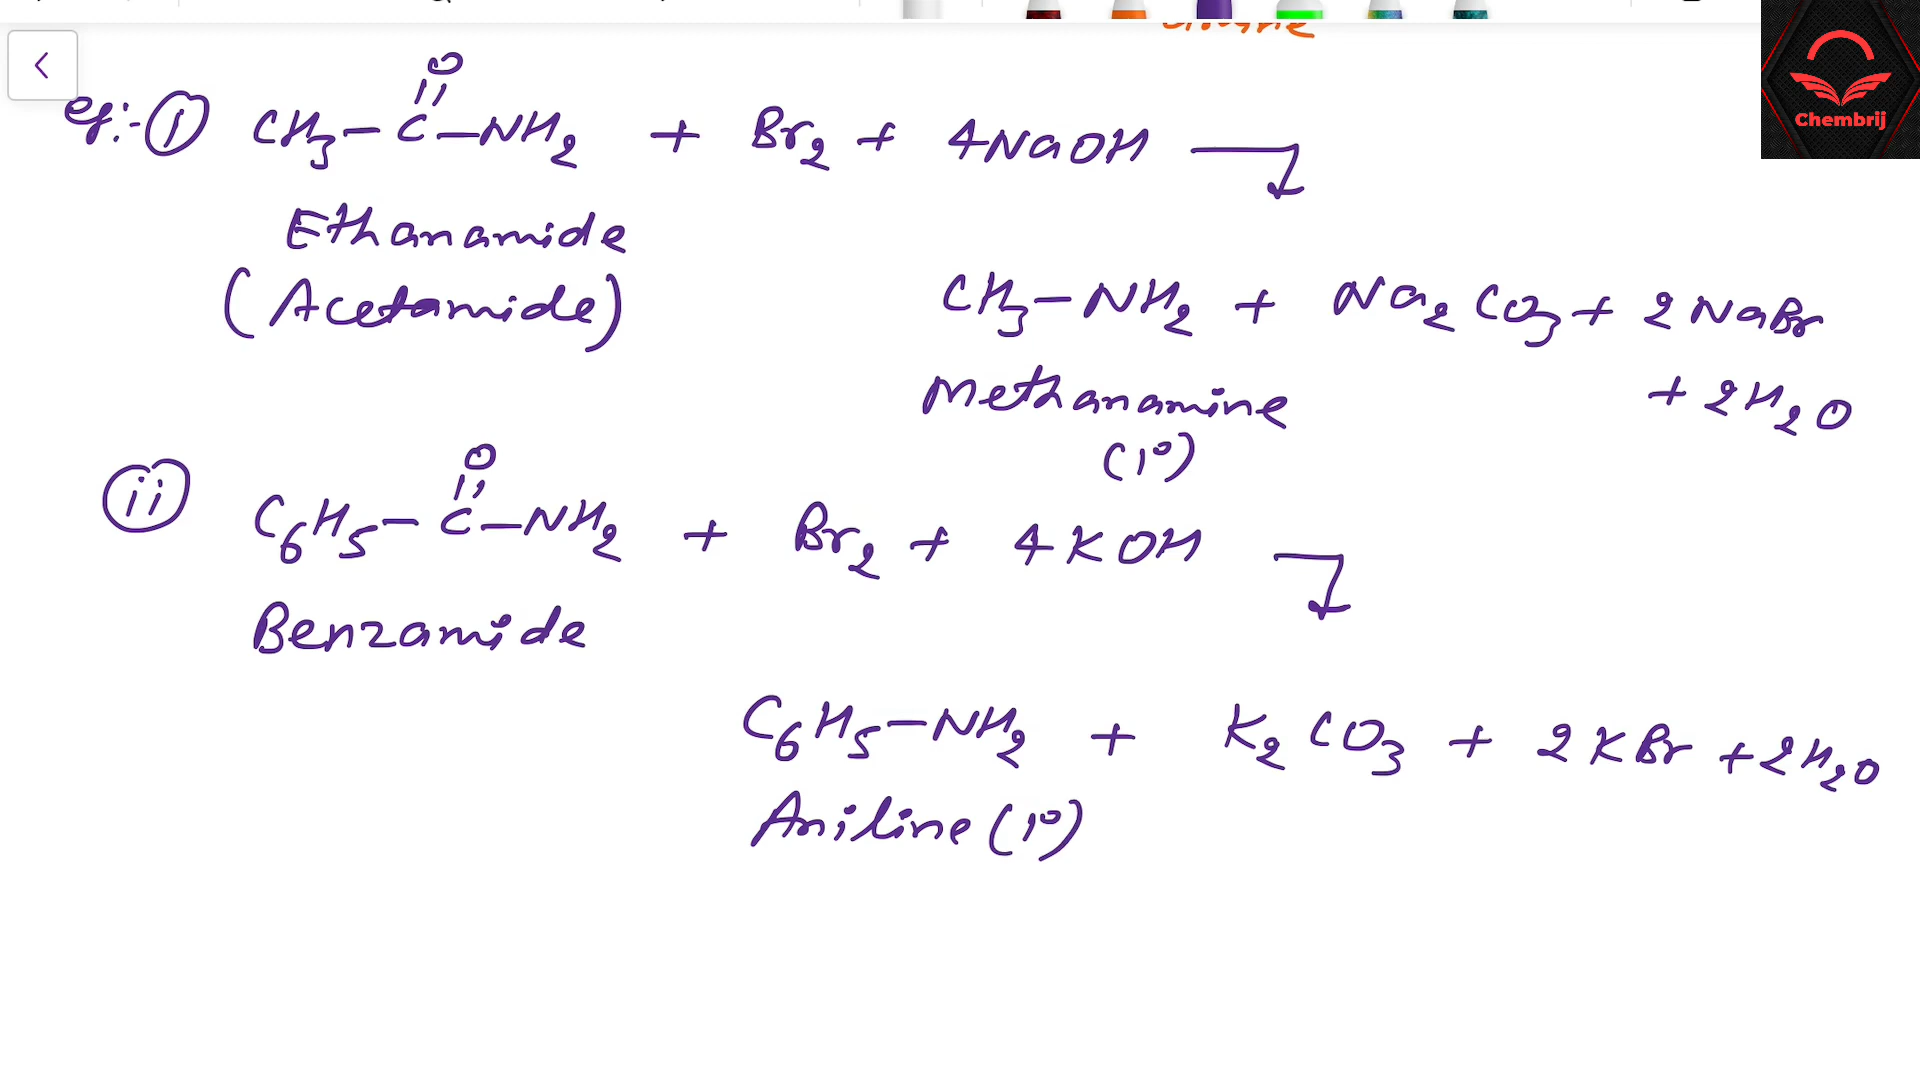 eg:- (i) CH3-C(=O)-NH2 + Br2 + 4NaOH →
Ethanamide
(Acetamide)
CH3-NH2 + Na2CO3 + 2NaBr
+ 2H2O
Methanamine
(1°)
(ii) C6H5-C(=O)-NH2 + Br2 + 4KOH →
Benzamide
C6H5-NH2 + K2CO3 + 2KBr + 2H2O
Aniline (1°)
Chembrij